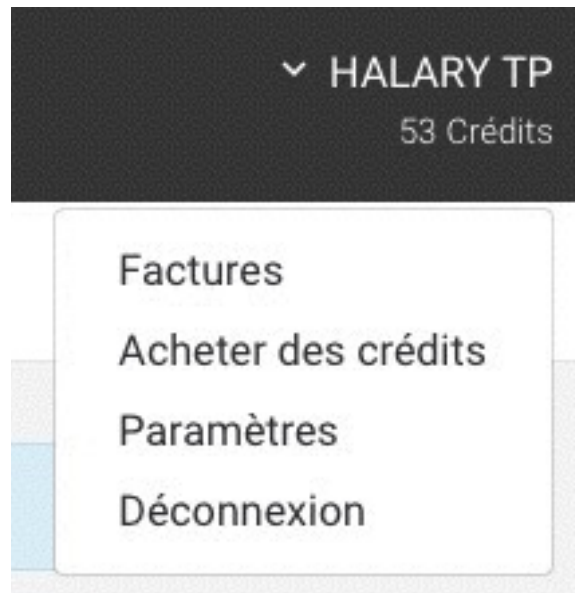 HALARY TP
53 Crédits
Factures
Acheter des crédits
Paramètres
Déconnexion